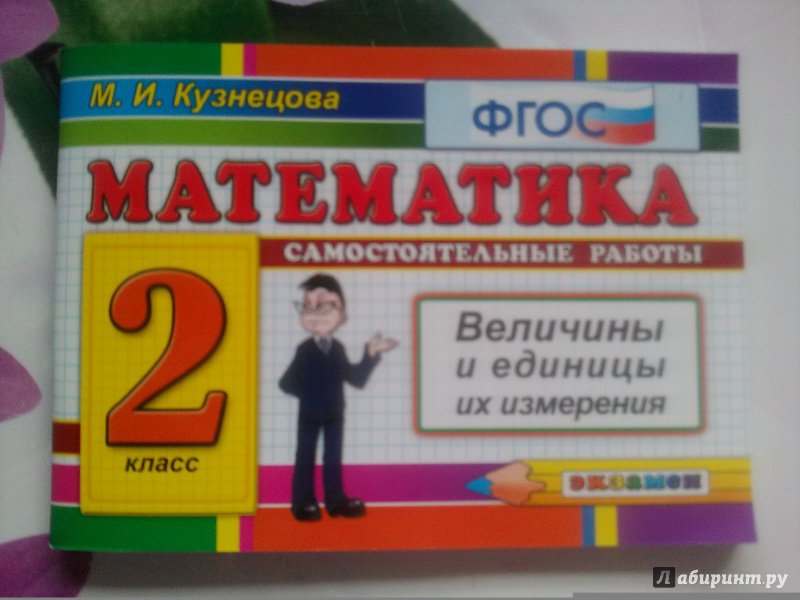 М. И. Кузнецова
ФГОС
МАТЕМАТИКА
САМОСТОЯТЕЛЬНЫЕ РАБОТЫ
2
класс
Величины
и единицы
их измерения
экзамен
Лабиринт.ру